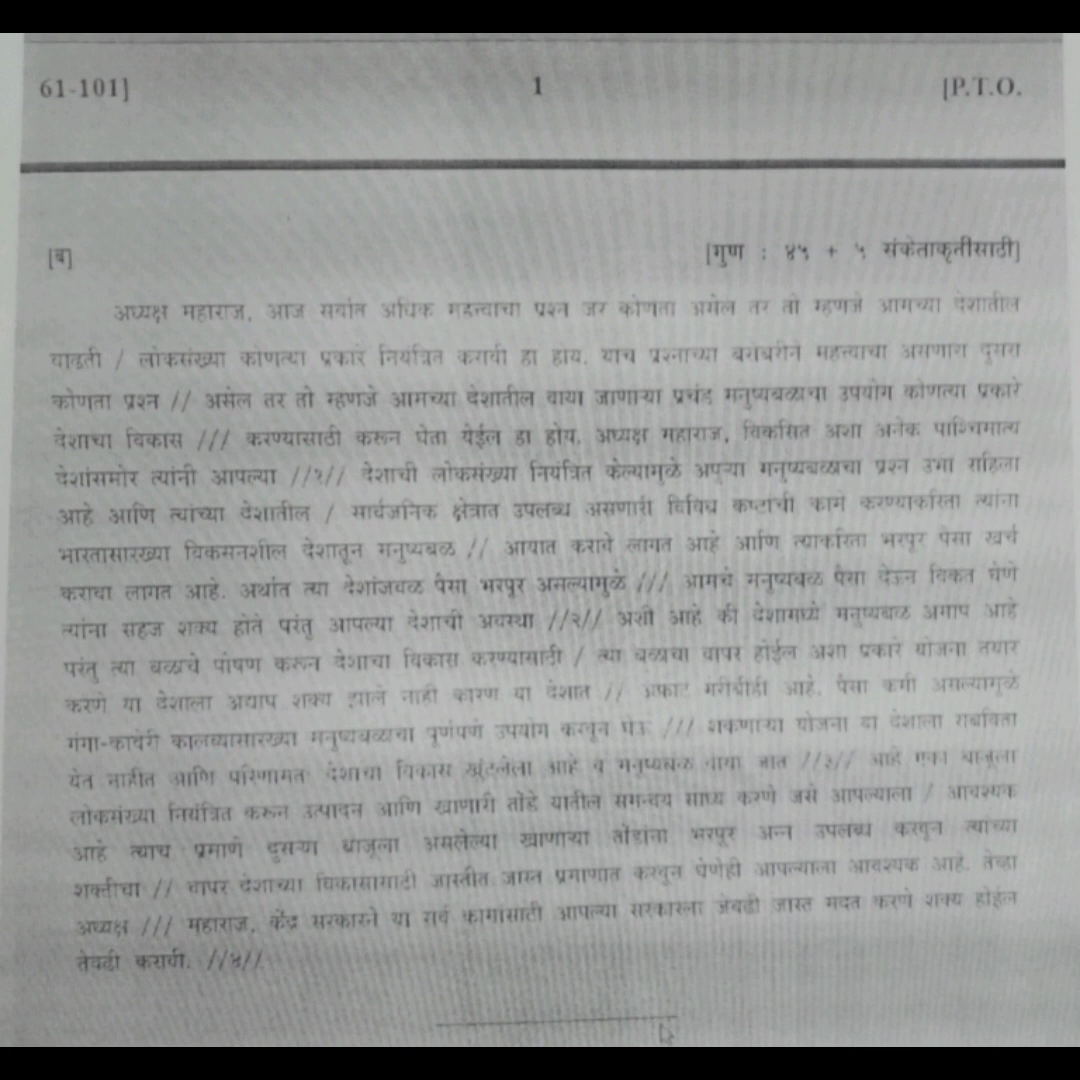 61-101]	1	[P.T.O.
[ब]	[गुण : ४५ + ५ संकेताकृतींसाठी]
अध्यक्ष महाराज, आज सर्वात अधिक महत्त्वाचा प्रश्न जर कोणता असेल तर तो म्हणजे आमच्या देशातील
वाढती / लोकसंख्या कोणत्या प्रकारे नियंत्रित करावी हा होय. याच प्रश्नाच्या बरोबरीने महत्त्वाचा असणारा दुसरा
कोणता प्रश्न // असेल तर तो म्हणजे आमच्या देशातील वाया जाणाऱ्या प्रचंड मनुष्यबळाचा उपयोग कोणत्या प्रकारे
देशाचा विकास /// करण्यासाठी करून घेता येईल हा होय. अध्यक्ष महाराज, विकसित अशा अनेक पाश्चिमात्य
देशांसमोर त्यांनी आपल्या //१// देशाची लोकसंख्या नियंत्रित केल्यामुळे अपुऱ्या मनुष्यबळाचा प्रश्न उभा राहिला
आहे आणि त्यांच्या देशातील / सार्वजनिक क्षेत्रात उपलब्ध असणारी विविध कष्टाची कामे करण्याकरिता त्यांना
भारतासारख्या विकसनशील देशातून मनुष्यबळ // आयात करावे लागत आहे आणि त्याकरिता भरपूर पैसा खर्च
करावा लागत आहे. अर्थात त्या देशांजवळ पैसा भरपूर असल्यामुळे /// आमचे मनुष्यबळ पैसा देऊन विकत घेणे
त्यांना सहज शक्य होते परंतु आपल्या देशाची अवस्था //२// अशी आहे की देशामध्ये मनुष्यबळ अमाप आहे
परंतु त्या बळाचे पोषण करून देशाचा विकास करण्यासाठी / त्या बळाचा वापर होईल अशा प्रकारे योजना तयार
करणे या देशाला अद्याप शक्य झाले नाही कारण या देशात // अफाट गरीबीही आहे. पैसा कमी असल्यामुळे
गंगा-कावेरी कालव्यासारख्या मनुष्यबळाचा पूर्णपणे उपयोग करवून घेऊ /// शकणाऱ्या योजना या देशाला राबविता
येत नाहीत आणि परिणामतः देशाचा विकास खुंटलेला आहे व मनुष्यबळ वाया जात //३// आहे एका बाजूला
लोकसंख्या नियंत्रित करून उत्पादन आणि खाणारी तोंडे यातील समन्वय साध्य करणे जसे आपल्याला / आवश्यक
आहे त्याच प्रमाणे दुसऱ्या बाजूला असलेल्या खाणाऱ्या तोंडांना भरपूर अन्न उपलब्ध करवून त्यांच्या
शक्तीचा // वापर देशाच्या विकासासाठी जास्तीत जास्त प्रमाणात करवून घेणेही आपल्याला आवश्यक आहे. तेव्हा
अध्यक्ष /// महाराज, केंद्र सरकारने या सर्व कामांसाठी आपल्या सरकारला जेवढी जास्त मदत करणे शक्य होईल
तेवढी करावी. //४//